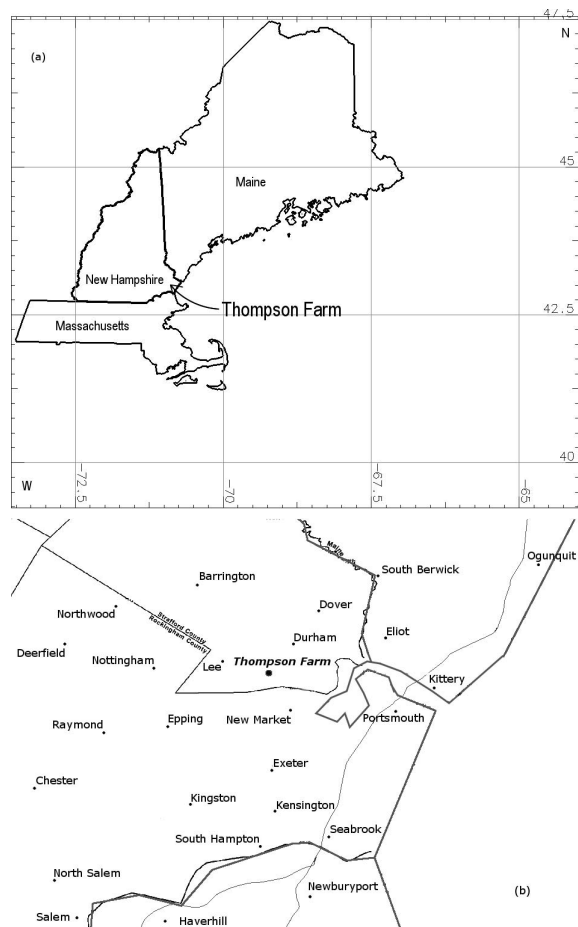 47.5
N
(a)
45
Maine
New Hampshire
Thompson Farm
42.5
Massachusetts
40
W
-72.5
-70
-67.5
-65
Ogunquit
Barrington
South Berwick
Northwood
Dover
Strafford County
Rockingham County
Durham
Eliot
Deerfield
Nottingham
Lee
Thompson Farm
Kittery
Raymond
Epping
New Market
Portsmouth
Exeter
Chester
Kingston
Kensington
South Hampton
Seabrook
North Salem
Newburyport
(b)
Salem
Haverhill